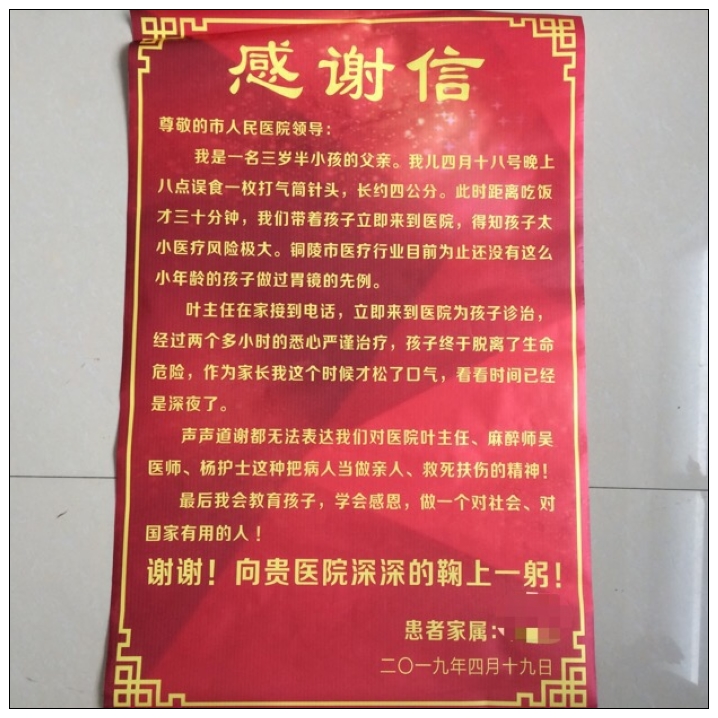 感谢信
尊敬的市人民医院领导：
我是一名三岁半小孩的父亲。我儿四月十八号晚上
八点误食一枚打气筒针头，长约四公分。此时距离吃饭
才三十分钟，我们带着孩子立即来到医院，得知孩子太
小医疗风险极大。铜陵市医疗行业目前为止还没有这么
小年龄的孩子做过胃镜的先例。
叶主任在家接到电话，立即来到医院为孩子诊治，
经过两个多小时的悉心严谨治疗，孩子终于脱离了生命
危险，作为家长我这个时候才松了口气，看看时间已经
是深夜了。
声声道谢都无法表达我们对医院叶主任、麻醉师吴
医师、杨护士这种把病人当做亲人、救死扶伤的精神！
最后我会教育孩子，学会感恩，做一个对社会、对
国家有用的人！
谢谢！向贵医院深深的鞠上一躬！
患者家属：
二〇一九年四月十九日